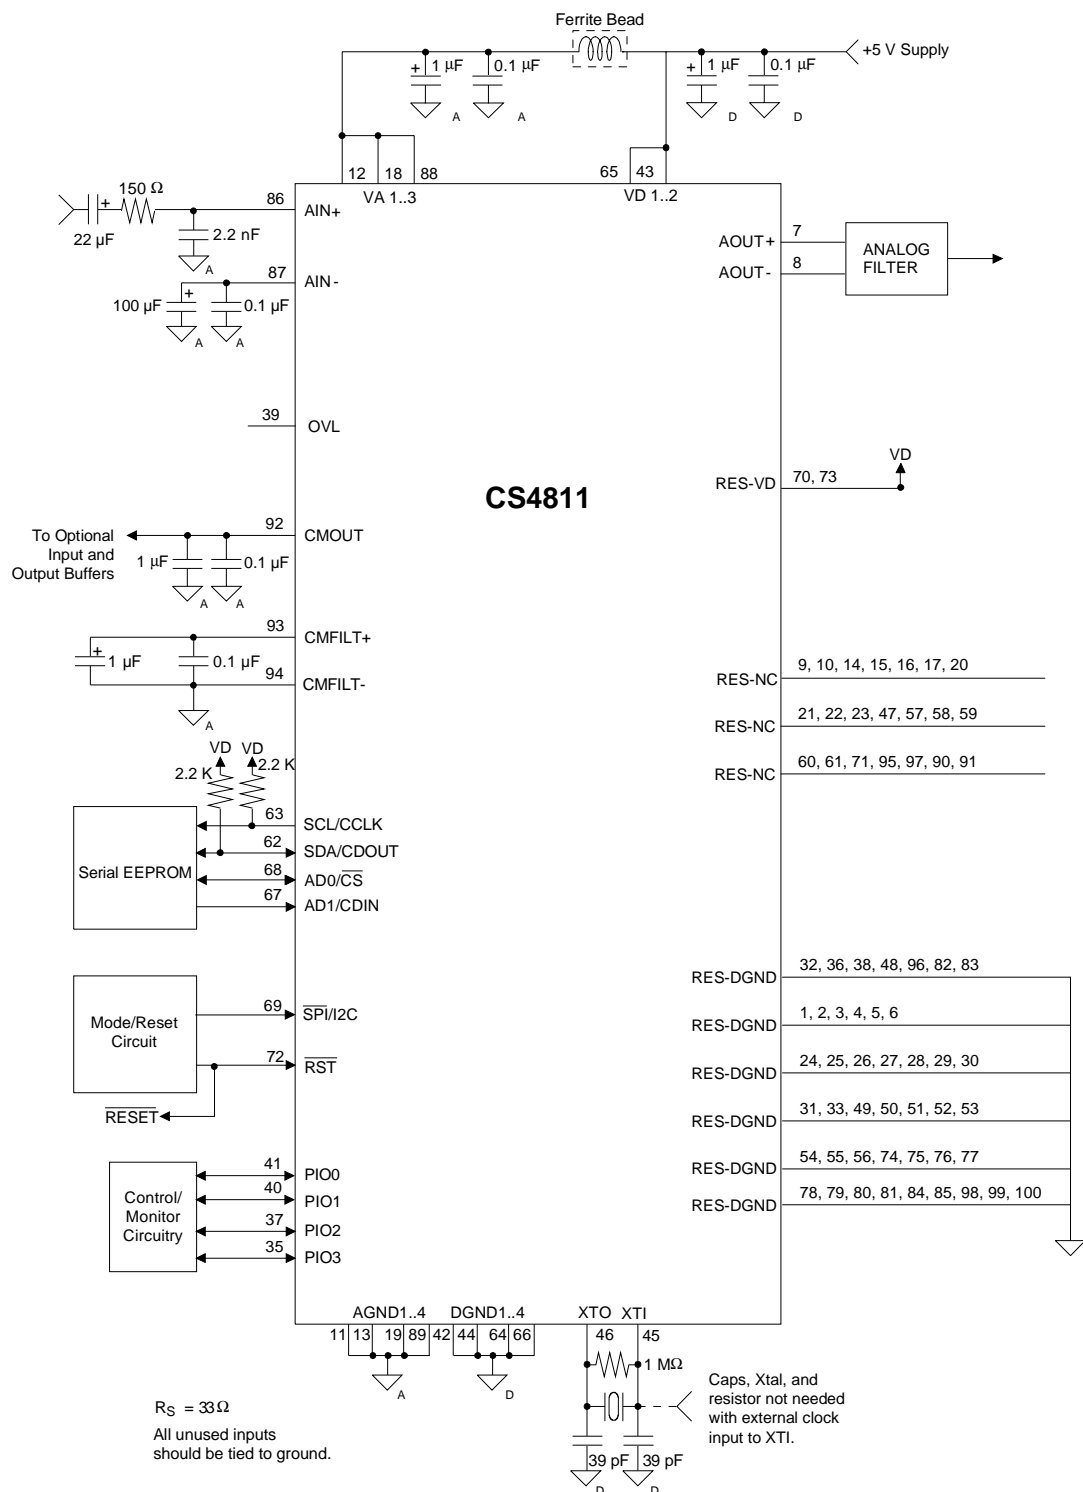 Ferrite Bead
+5 V Supply
+ 1 µF
0.1 µF
+ 1 µF
0.1 µF
A
A
D
D
12 18 88
65 43
VA 1..3
VD 1..2
150 Ω
+
22 µF
86
AIN+
2.2 nF
A
87
AIN-
+
100 µF
0.1 µF
A
A
7
AOUT+
8
AOUT-
ANALOG
FILTER
39
OVL
CS4811
VD
RES-VD
70, 73
To Optional
Input and
Output Buffers
92
CMOUT
1 µF
0.1 µF
A
A
93
CMFILT+
+
1 µF
0.1 µF
94
CMFILT-
A
RES-NC
9, 10, 14, 15, 16, 17, 20
RES-NC
21, 22, 23, 47, 57, 58, 59
RES-NC
60, 61, 71, 95, 97, 90, 91
VD
VD
2.2 K
2.2 K
Serial EEPROM
63
SCL/CCLK
62
SDA/CDOUT
68
AD0/CS
67
AD1/CDIN
Mode/Reset
Circuit
69
SPI/I2C
72
RST
RESET
RES-DGND
32, 36, 38, 48, 96, 82, 83
RES-DGND
1, 2, 3, 4, 5, 6
RES-DGND
24, 25, 26, 27, 28, 29, 30
RES-DGND
31, 33, 49, 50, 51, 52, 53
RES-DGND
54, 55, 56, 74, 75, 76, 77
RES-DGND
78, 79, 80, 81, 84, 85, 98, 99, 100
Control/
Monitor
Circuitry
41
PIO0
40
PIO1
37
PIO2
35
PIO3
AGND1..4
DGND1..4
XTO
XTI
11 13 19 89 42 44 64 66
46
45
A
D
1 MΩ
Caps, Xtal, and
resistor not needed
with external clock
input to XTI.
39 pF
39 pF
D
D
RS = 33Ω
All unused inputs
should be tied to ground.